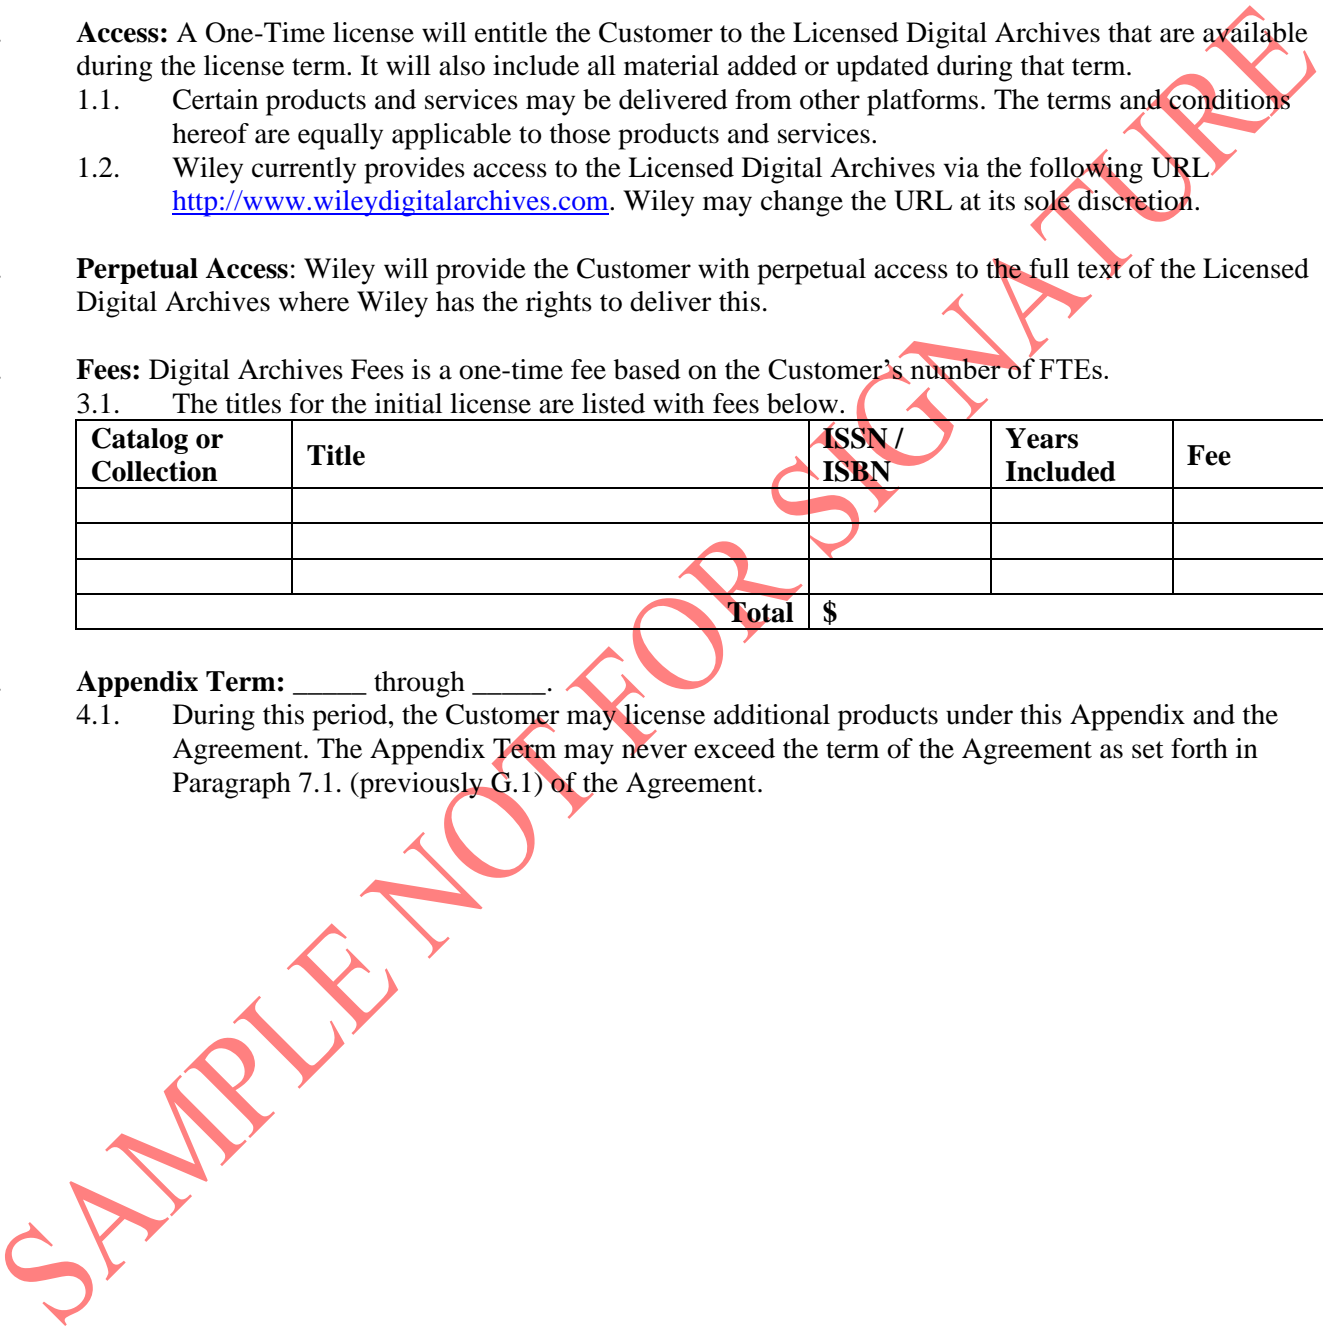 Access: A One-Time license will entitle the Customer to the Licensed Digital Archives that are available
during the license term. It will also include all material added or updated during that term.
1.1. Certain products and services may be delivered from other platforms. The terms and conditions
hereof are equally applicable to those products and services.
1.2. Wiley currently provides access to the Licensed Digital Archives via the following URL
http://www.wileydigitalarchives.com. Wiley may change the URL at its sole discretion.
Perpetual Access: Wiley will provide the Customer with perpetual access to the full text of the Licensed
Digital Archives where Wiley has the rights to deliver this.
Fees: Digital Archives Fees is a one-time fee based on the Customer’s number of FTEs.
3.1. The titles for the initial license are listed with fees below.
Catalog or
Collection
Title
ISSN /
ISBN
Years
Included
Fee
Total $
Appendix Term: _____ through _____.
4.1. During this period, the Customer may license additional products under this Appendix and the
Agreement. The Appendix Term may never exceed the term of the Agreement as set forth in
Paragraph 7.1. (previously G.1) of the Agreement.
SAMPLE NOT FOR SIGNATURE